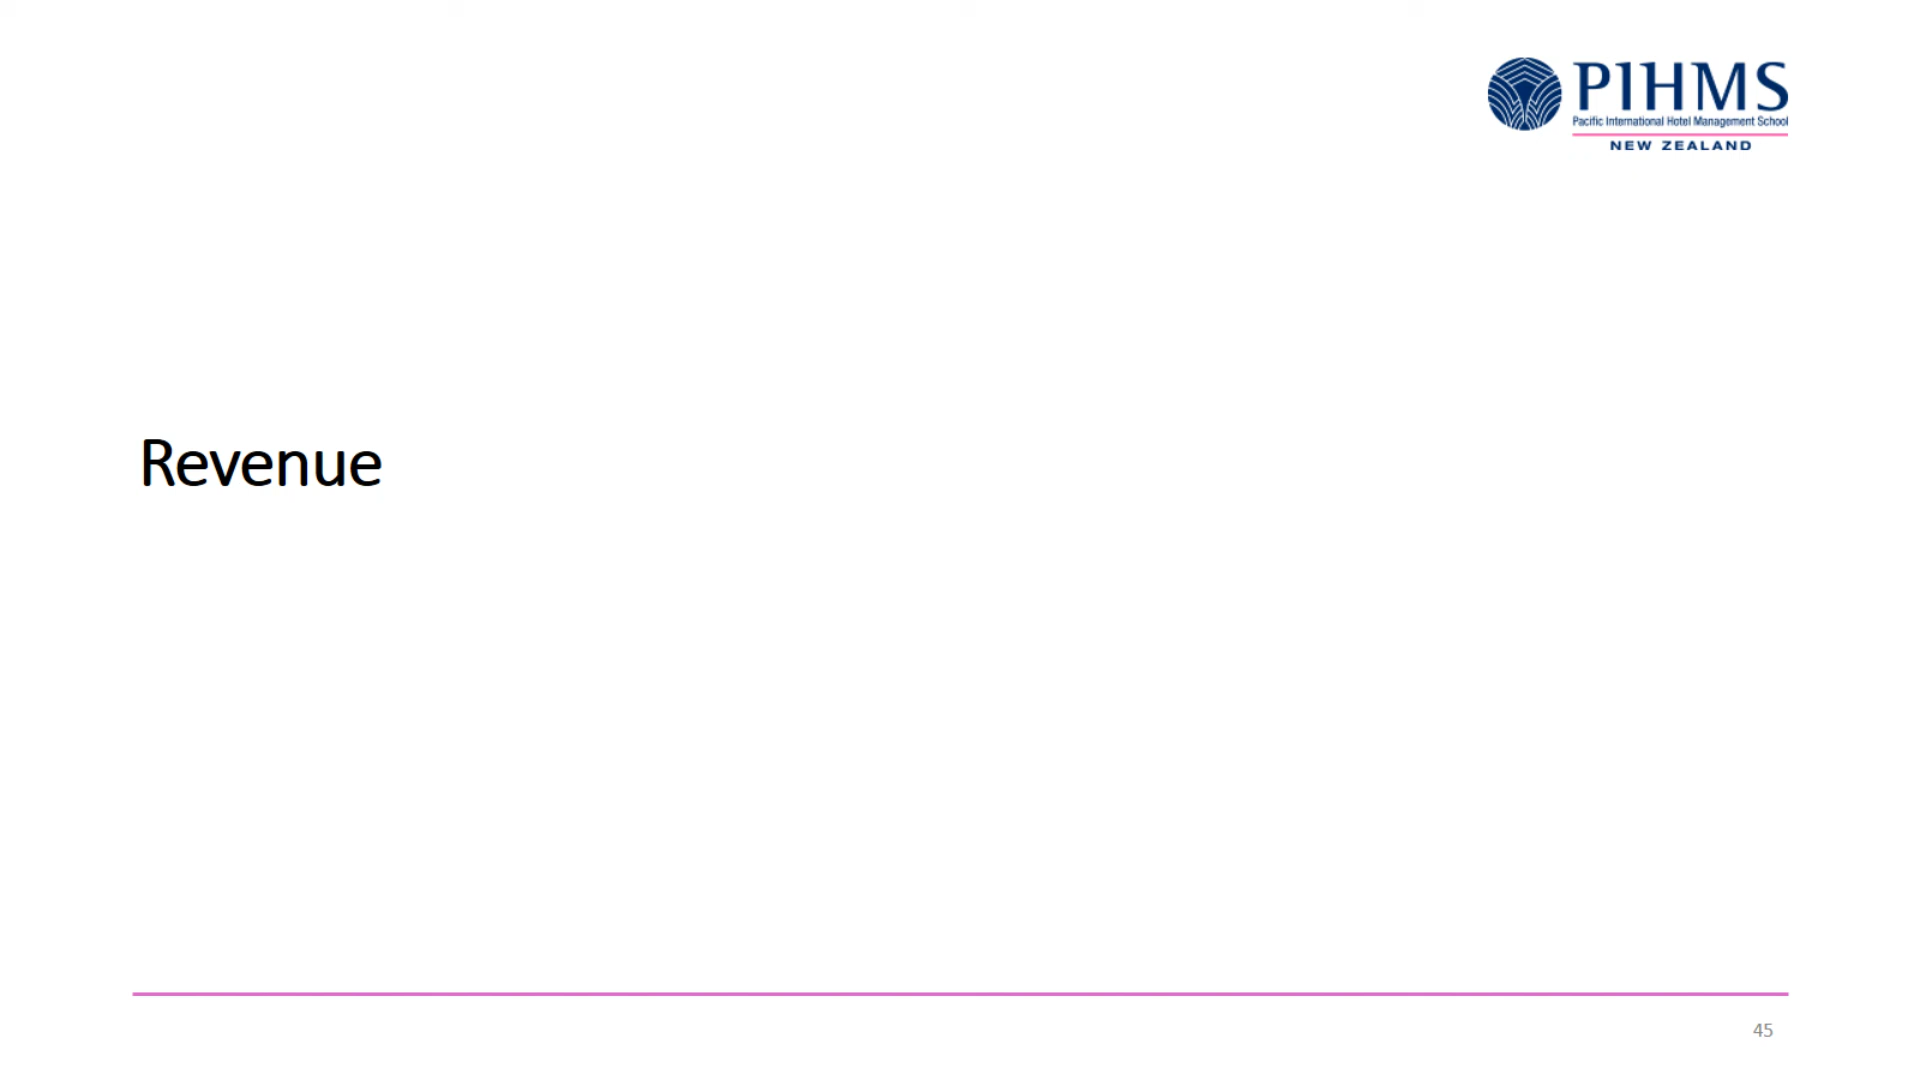 PIHMS
Pacific International Hotel Management School
NEW ZEALAND
Revenue
45